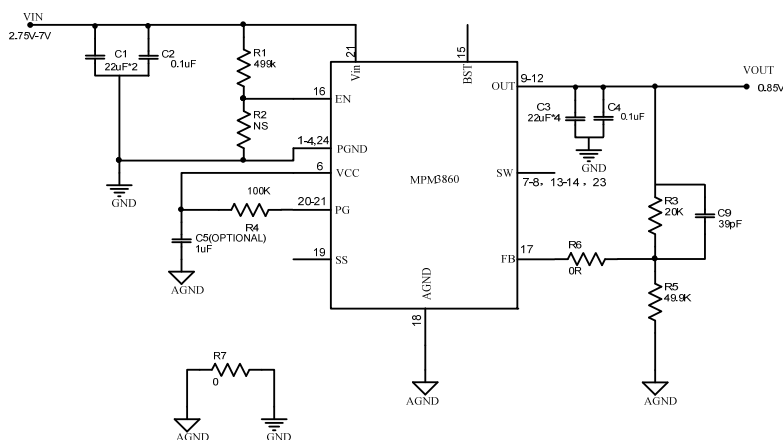 VIN
2.75V-7V
C1
22uF*2
C2
0.1uF
R1
499k
R2
NS
GND
21
Vin
15
BST
16
EN
1-4,24
PGND
6
VCC
100K
20-21
PG
R4
C5(OPTIONAL)
1uF
AGND
19
SS
MPM3860
AGND
18
AGND
OUT
9-12
C3
22uF*4
C4
0.1uF
GND
VOUT
0.85V
SW
7-8, 13-14 , 23
R3
20K
C9
39pF
17
FB
R6
0R
R5
49.9K
AGND
R7
0
AGND
GND